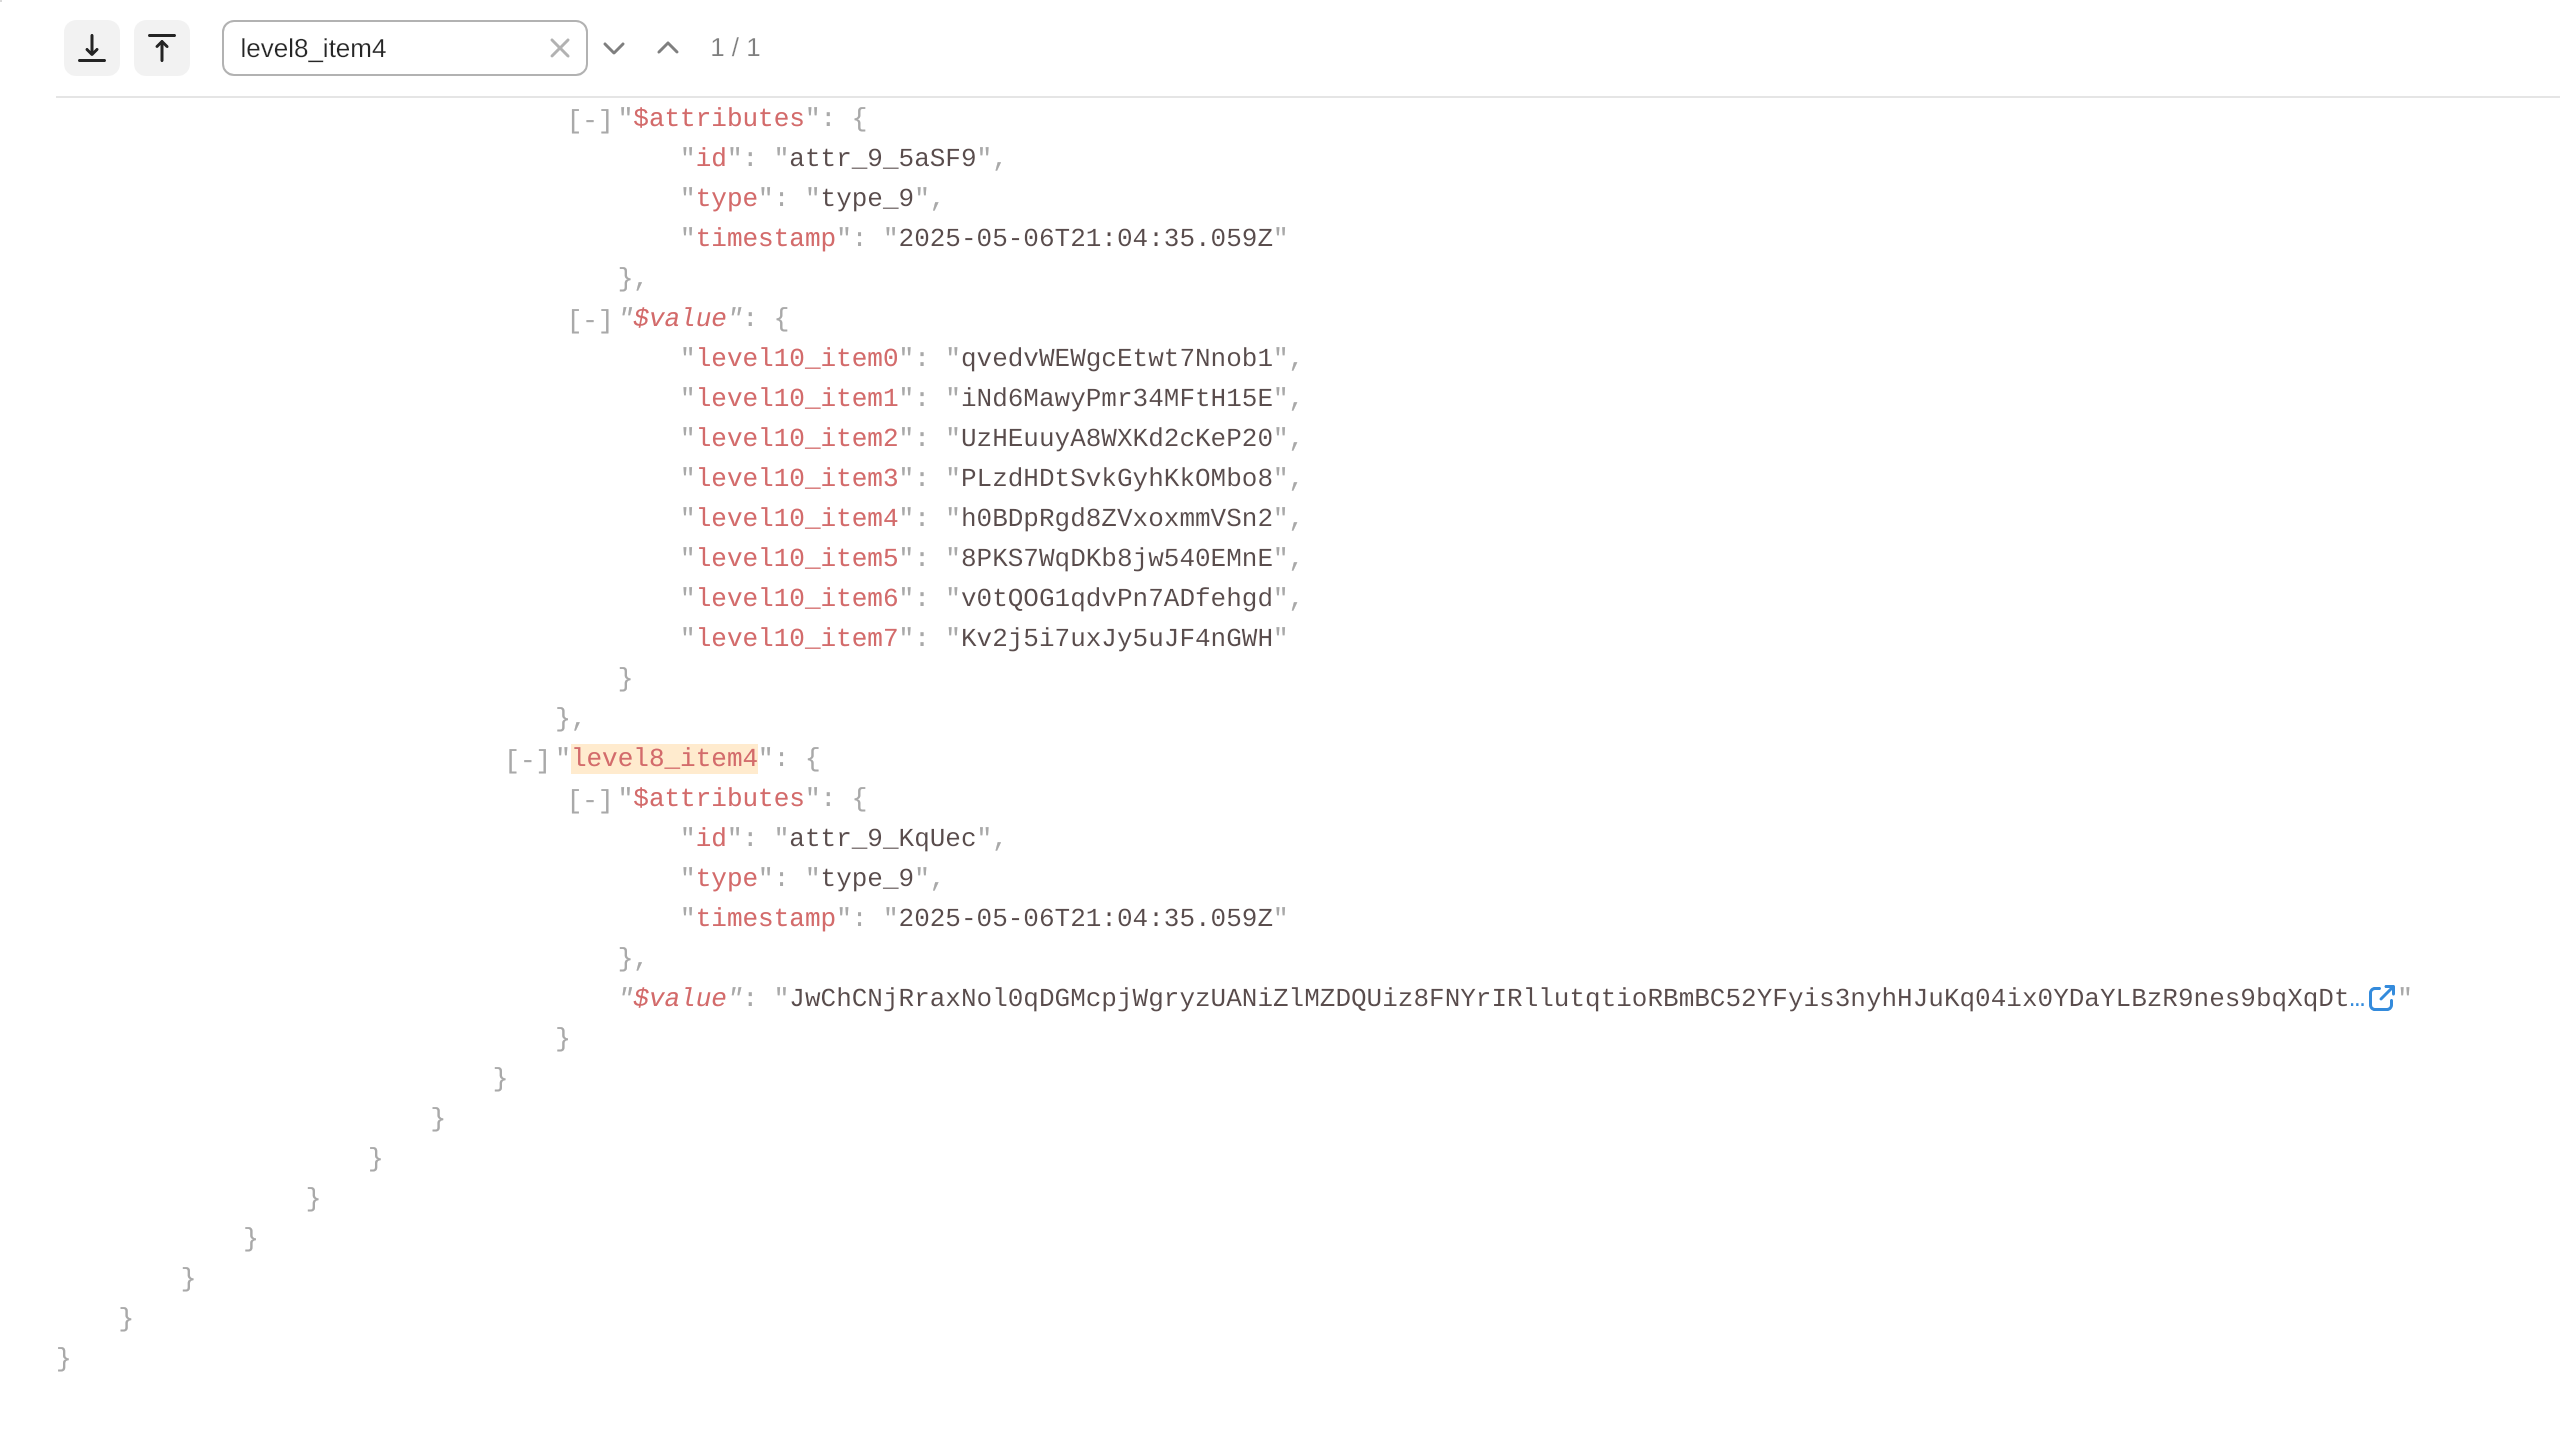 level8_item4 1 / 1
[-]"$attributes": {
"id": "attr_9_5aSF9",
"type": "type_9",
"timestamp": "2025-05-06T21:04:35.059Z"
},
[-]"$value": {
"level10_item0": "qvedvWEWgcEtwt7Nnob1",
"level10_item1": "iNd6MawyPmr34MFtH15E",
"level10_item2": "UzHEuuyA8WXKd2cKeP20",
"level10_item3": "PLzdHDtSvkGyhKkOMbo8",
"level10_item4": "h0BDpRgd8ZVxoxmmVSn2",
"level10_item5": "8PKS7WqDKb8jw540EMnE",
"level10_item6": "v0tQOG1qdvPn7ADfehgd",
"level10_item7": "Kv2j5i7uxJy5uJF4nGWH"
}
},
[-]"level8_item4": {
[-]"$attributes": {
"id": "attr_9_KqUec",
"type": "type_9",
"timestamp": "2025-05-06T21:04:35.059Z"
},
"$value": "JwChCNjRraxNol0qDGMcpjWgryzUANiZlMZDQUiz8FNYrIRllutqtioRBmBC52YFyis3nyhHJuKq04ix0YDaYLBzR9nes9bqXqDt…"
}
}
}
}
}
}
}
}
}